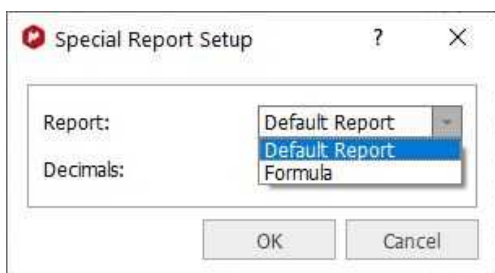 Special Report Setup ?
Report: Default Report
Default Report
Decimals:
Formula
OK Cancel